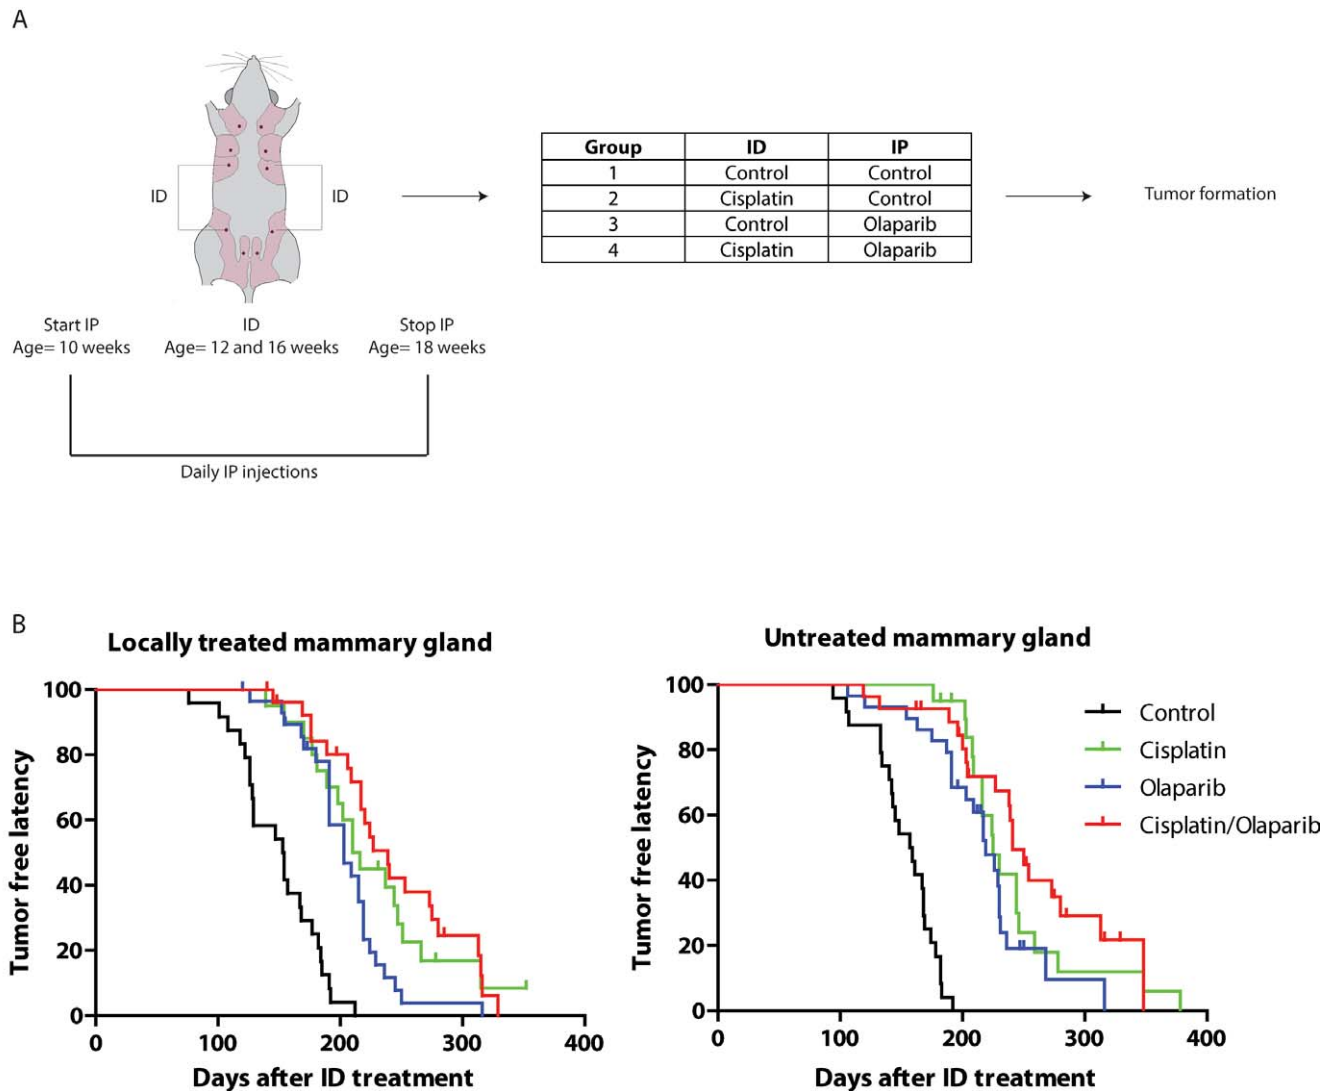 A
ID
ID
Start IP
Age= 10 weeks
ID
Age= 12 and 16 weeks
Stop IP
Age= 18 weeks
Daily IP injections
Group ID IP
1 Control Control
2 Cisplatin Control
3 Control Olaparib
4 Cisplatin Olaparib
Tumor formation
B
Locally treated mammary gland
Tumor free latency
100
80
60
40
20
0
0 100 200 300 400
Days after ID treatment
Untreated mammary gland
Tumor free latency
100
80
60
40
20
0
0 100 200 300 400
Days after ID treatment
Control
Cisplatin
Olaparib
Cisplatin/Olaparib